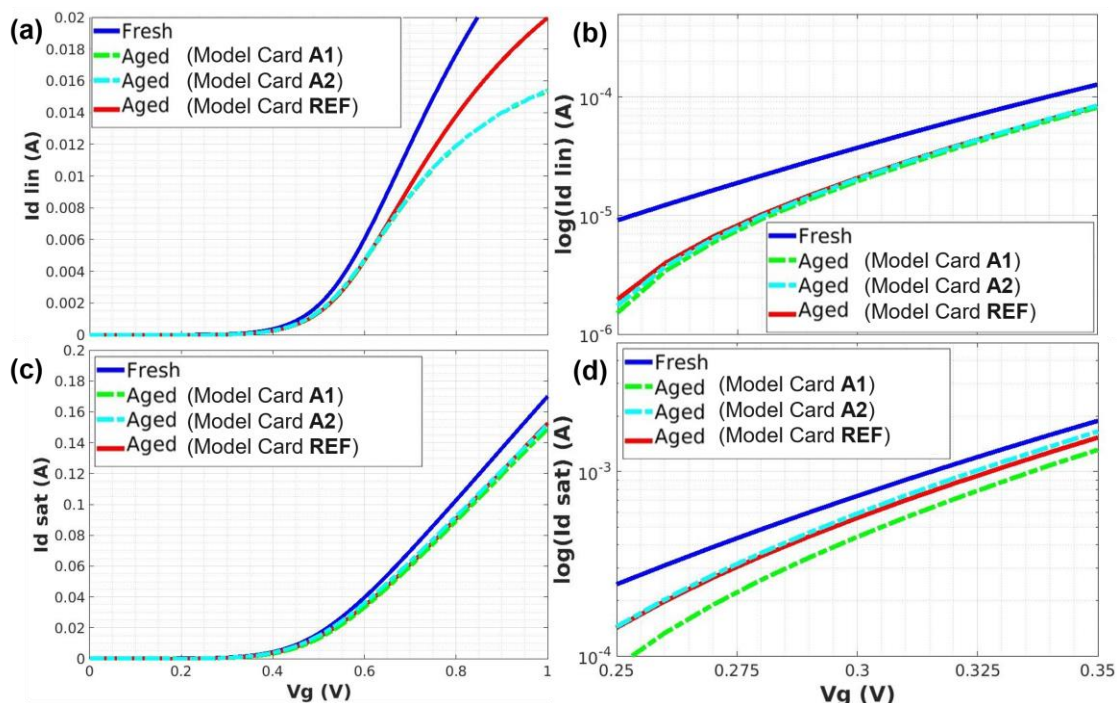 (a)
Fresh
Aged (Model Card A1)
Aged (Model Card A2)
Aged (Model Card REF)
Id lin (A)
0.02
0.018
0.016
0.014
0.012
0.01
0.008
0.006
0.004
0.002
0
(b)
Fresh
Aged (Model Card A1)
Aged (Model Card A2)
Aged (Model Card REF)
log(Id lin) (A)
10-4
10-5
10-6
(c)
Fresh
Aged (Model Card A1)
Aged (Model Card A2)
Aged (Model Card REF)
Id sat (A)
0.2
0.18
0.16
0.14
0.12
0.1
0.08
0.06
0.04
0.02
0
0 0.2 0.4 0.6 0.8 1
Vg (V)
(d)
Fresh
Aged (Model Card A1)
Aged (Model Card A2)
Aged (Model Card REF)
log(Id sat) (A)
10-3
10-4
0.25 0.275 0.3 0.325 0.35
Vg (V)